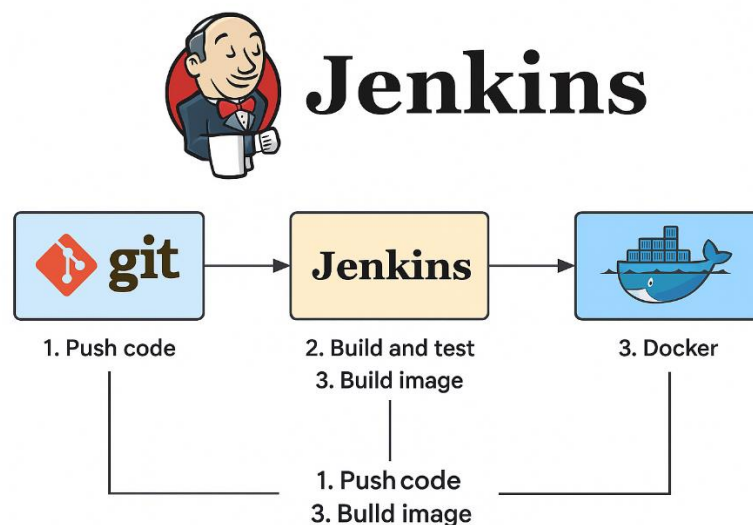 Jenkins
git
Jenkins
1. Push code
2. Build and test
3. Build image
3. Docker
1. Push code
3. Bulld image